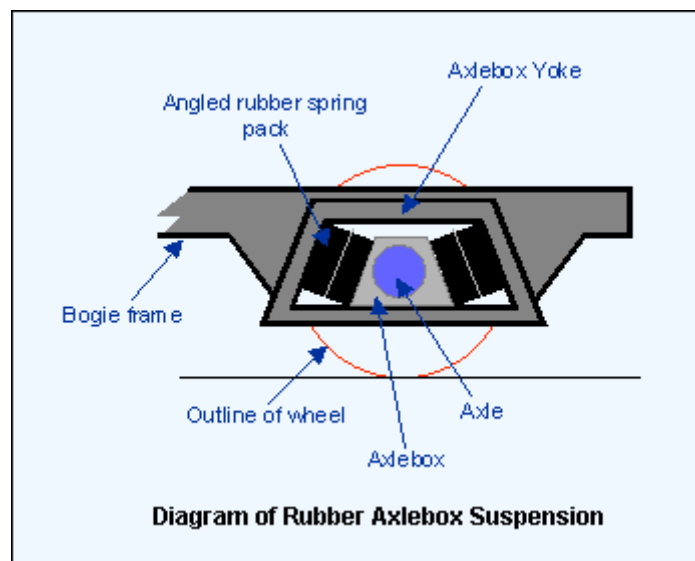 Axlebox Yoke
Angled rubber spring
pack
Bogie frame
Outline of wheel
Axle
Axlebox
Diagram of Rubber Axlebox Suspension